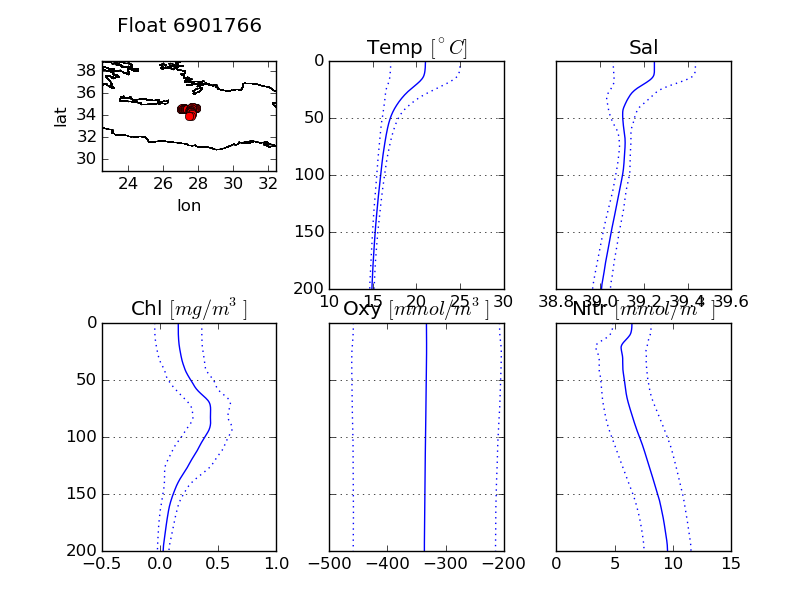 Float 6901766
Temp [°C]
Sal
38
36
34
32
30
lat
24 26 28 30 32
lon
0
50
100
150
200
10 15 20 25 30
38.8 39.0 39.2 39.4 39.6
Chl [mg/m³ ]
Oxy [mmol/m³ ]
Nitr [mmol/m³ ]
0
50
100
150
200
−0.5 0.0 0.5 1.0
−500 −400 −300 −200
0 5 10 15